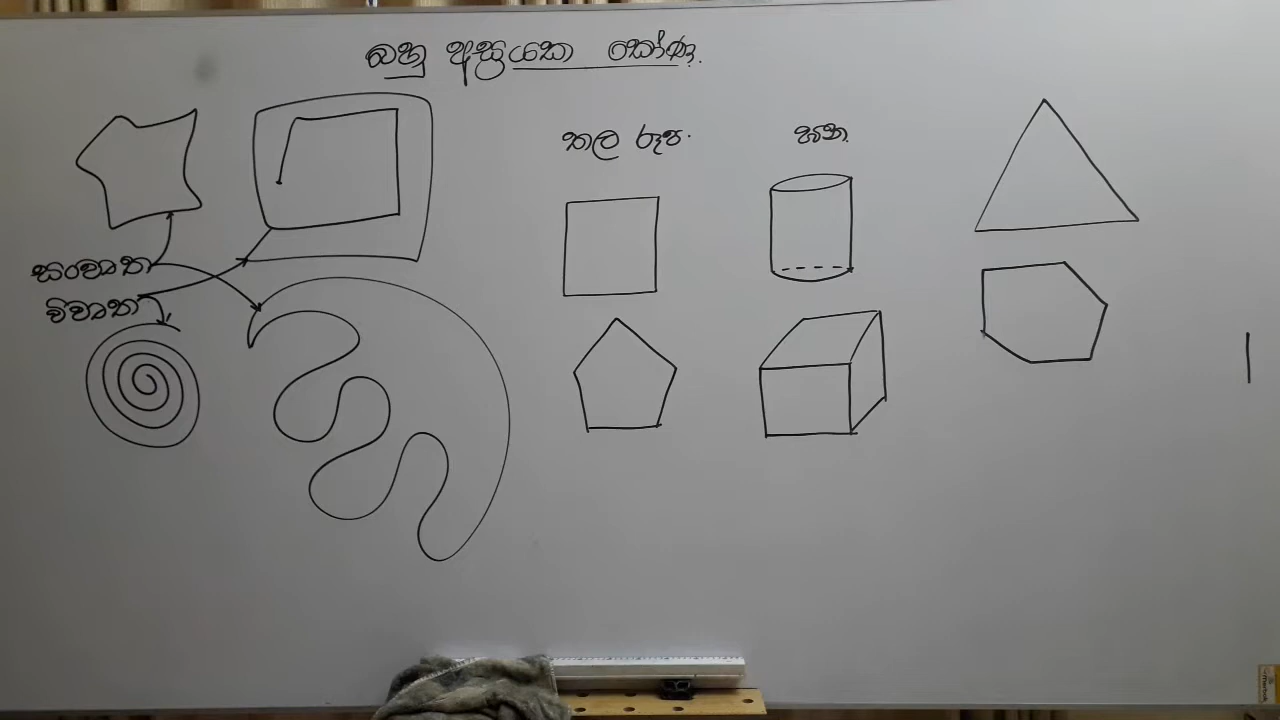 බහු අස්‍රයක කෝණ.
තල රූප.
ඝන.
සංවෘත
විවෘත